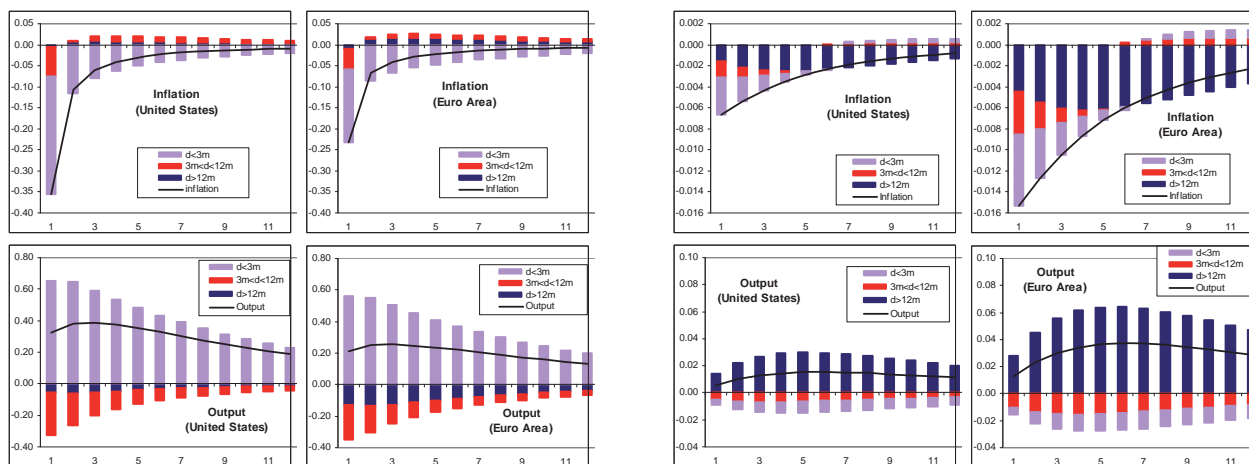 0.05
0.00
-0.05
-0.10
-0.15
-0.20
-0.25
-0.30
-0.35
-0.40
1 3 5 7 9 11
Inflation
(United States)
d<3m
3m<d<12m
d>12m
inflation
0.05
0.00
-0.05
-0.10
-0.15
-0.20
-0.25
-0.30
-0.35
-0.40
1 3 5 7 9 11
Inflation
(Euro Area)
d<3m
3m<d<12m
d>12m
Inflation
0.002
0.000
-0.002
-0.004
-0.006
-0.008
-0.010
-0.012
-0.014
-0.016
1 3 5 7 9 11
Inflation
(United States)
d<3m
3m<d<12m
d>12m
Inflation
0.002
0.000
-0.002
-0.004
-0.006
-0.008
-0.010
-0.012
-0.014
-0.016
1 3 5 7 9 11
Inflation
(Euro Area)
d<3m
3m<d<12m
d>12m
Inflation
0.80
0.60
0.40
0.20
0.00
-0.20
-0.40
1 3 5 7 9 11
d<3m
3m<d<12m
d>12m
Output
Output
(United States)
0.80
0.60
0.40
0.20
0.00
-0.20
-0.40
1 3 5 7 9 11
d<3m
3m<d<12m
d>12m
Output
Output
(Euro Area)
0.10
0.08
0.06
0.04
0.02
0.00
-0.02
-0.04
1 3 5 7 9 11
Output
(United States)
d<3m
3m<d<12m
d>12m
Output
0.10
0.08
0.06
0.04
0.02
0.00
-0.02
-0.04
1 3 5 7 9 11
Output
(Euro Area)
d<3m
3m<d<12m
d>12m
Output